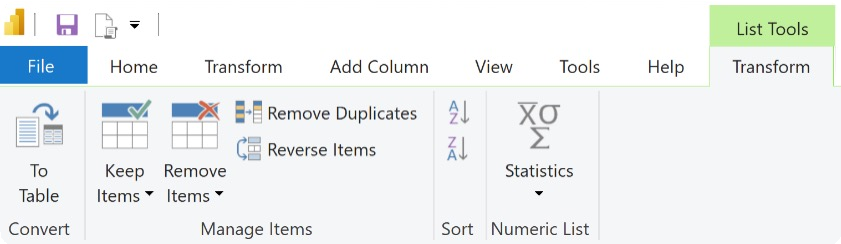 List Tools
File Home Transform Add Column View Tools Help Transform
To Table
Keep Items
Remove Items
Remove Duplicates
Reverse Items
A
Z
Z
A
X̅σ
Σ
Statistics
Convert
Manage Items
Sort
Numeric List